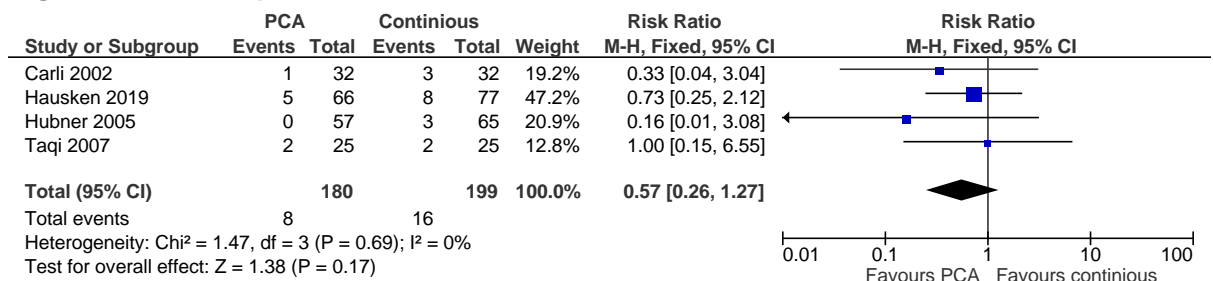 PCA Continious Risk Ratio Risk Ratio
Study or Subgroup Events Total Events Total Weight M-H, Fixed, 95% CI M-H, Fixed, 95% CI
Carli 2002 1 32 3 32 19.2% 0.33 [0.04, 3.04]
Hausken 2019 5 66 8 77 47.2% 0.73 [0.25, 2.12]
Hubner 2005 0 57 3 65 20.9% 0.16 [0.01, 3.08]
Taqi 2007 2 25 2 25 12.8% 1.00 [0.15, 6.55]
Total (95% CI) 180 199 100.0% 0.57 [0.26, 1.27]
Total events 8 16
Heterogeneity: Chi² = 1.47, df = 3 (P = 0.69); I² = 0%
Test for overall effect: Z = 1.38 (P = 0.17)
0.01 0.1 1 10 100
Favours PCA Favours continious